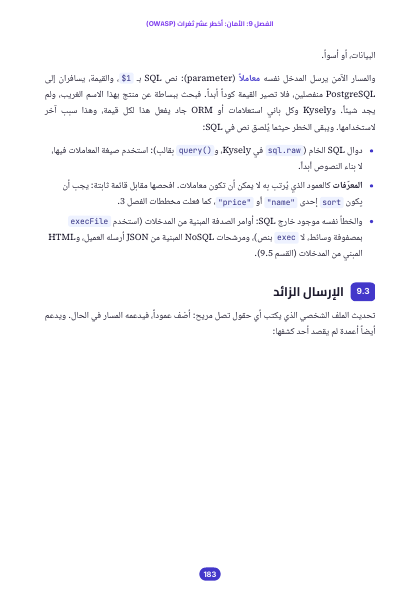 الفصل 9: الأمان: أخطر عشر ثغرات (OWASP)
البيانات، أو أسوأ.
والمسار الآمن يرسل المدخل نفسه معاملاً (parameter): نص SQL بـ $1، والقيمة، يسافران إلى
PostgreSQL منفصلين، فلا تصير القيمة كوداً أبداً. فبحث ببساطة عن منتج بهذا الاسم الغريب، ولم
يجد شيئاً. وKysely وكل باني استعلامات أو ORM جاد يفعل هذا لكل قيمة، وهذا سبب آخر
لاستخدامها. ويبقى الخطر حيثما يُلصق نص في SQL:
• دوال SQL الخام (sql.raw في Kysely، وquery() بقالب): استخدم صيغة المعاملات فيها،
لا بناء النصوص أبداً.
• المعرّفات كالعمود الذي يُرتب به لا يمكن أن تكون معاملات. افحصها مقابل قائمة ثابتة: يجب أن
يكون sort إحدى "name" أو "price"، كما فعلت مخططات الفصل 3.
• والخطأ نفسه موجود خارج SQL: أوامر الصدفة المبنية من المدخلات (استخدم execFile
بمصفوفة وسائط، لا exec بنص)، ومرشحات NoSQL المبنية من JSON أرسله العميل، وHTML
المبني من المدخلات (القسم 9.5).
9.3 الإرسال الزائد
تحديث الملف الشخصي الذي يكتب أي حقول تصل مريح: أضف عموداً، فيدعمه المسار في الحال. ويدعم
أيضاً أعمدة لم يقصد أحد كشفها:
183